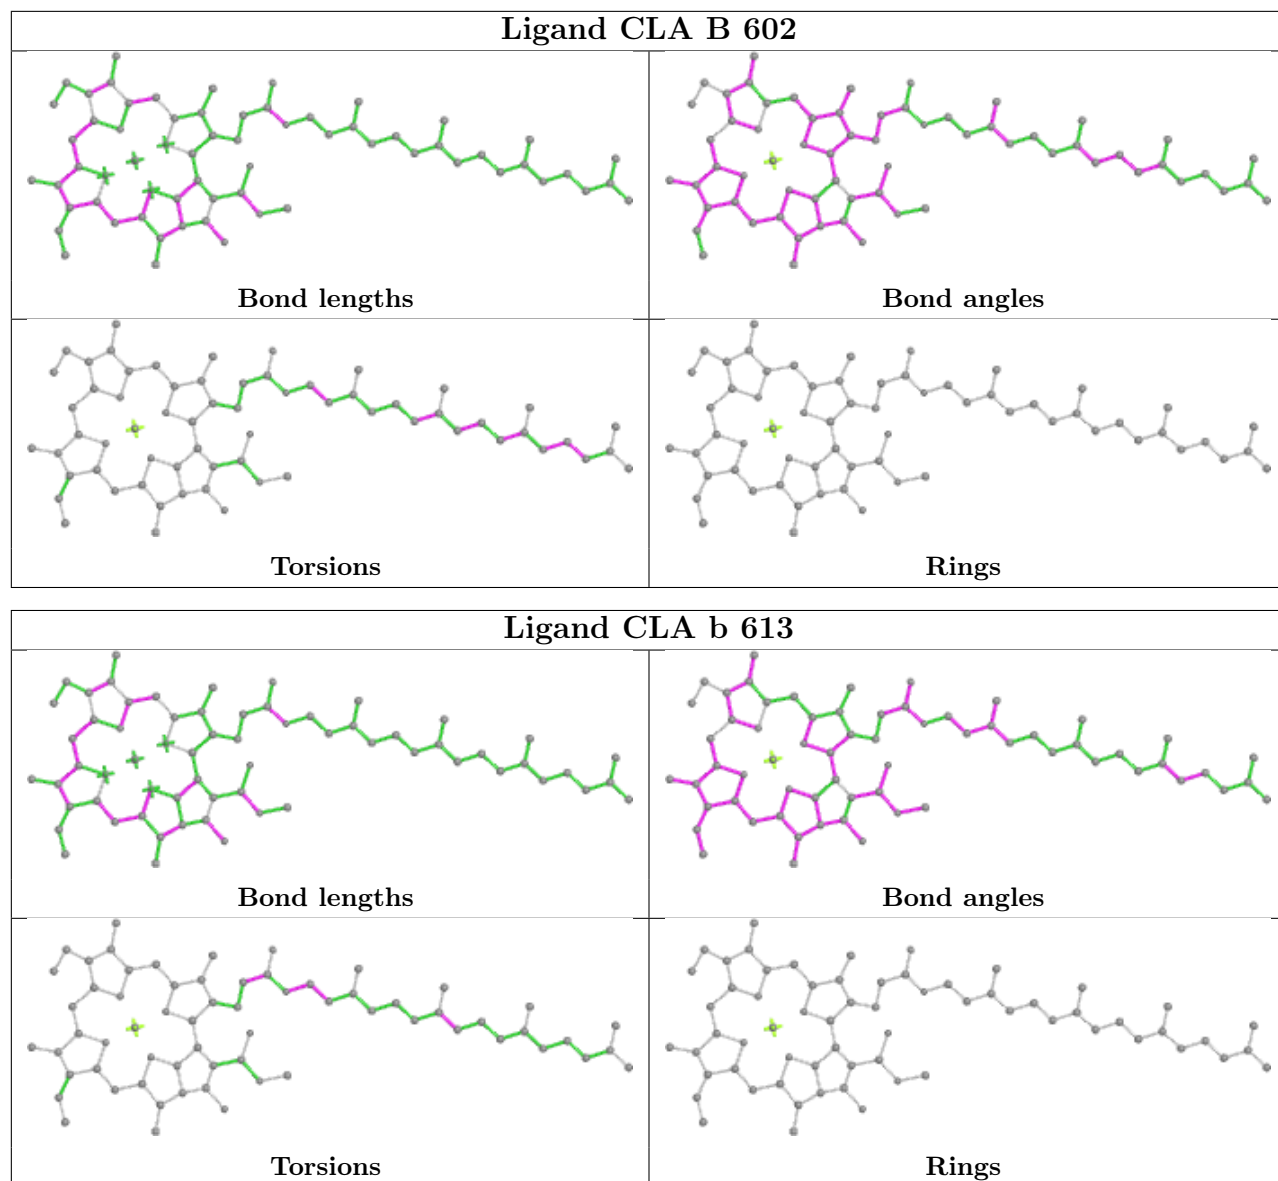 Ligand CLA B 602
Bond lengths
Bond angles
Torsions
Rings
Ligand CLA b 613
Bond lengths
Bond angles
Torsions
Rings